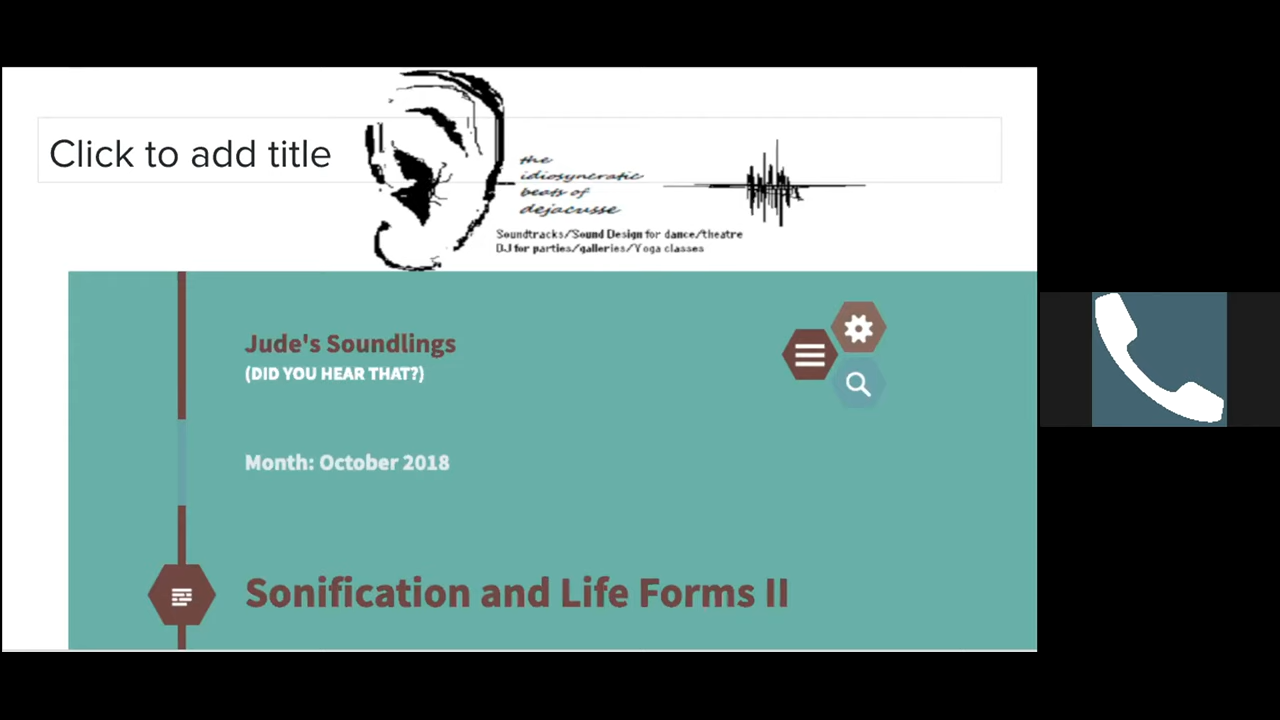 Click to add title
the
idiosyncratic
beats of
dejacusse
Soundtracks/Sound Design for dance/theatre
DJ for parties/galleries/Yoga classes
Jude's Soundlings
(DID YOU HEAR THAT?)
Month: October 2018
Sonification and Life Forms II